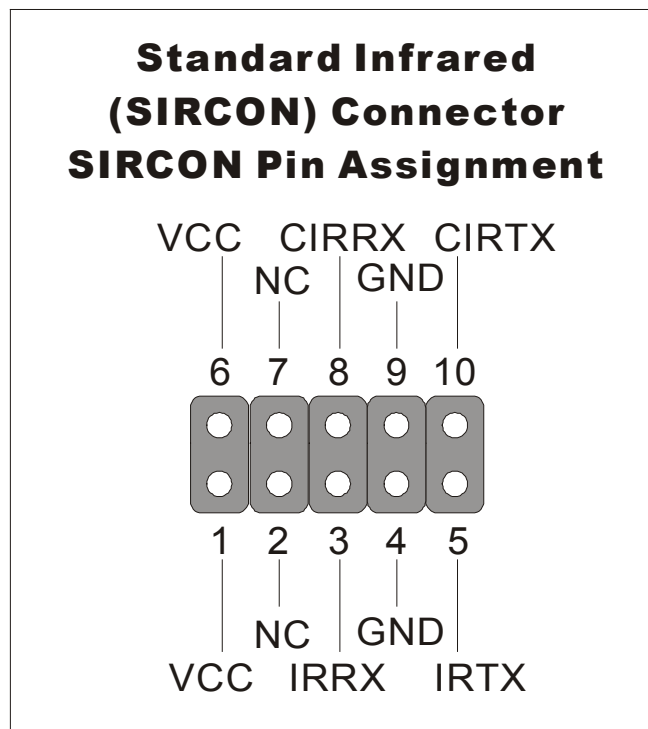 Standard Infrared
(SIRCON) Connector
SIRCON Pin Assignment
VCC CIRRX CIRTX
NC GND
6 7 8 9 10
1 2 3 4 5
NC GND
VCC IRRX IRTX